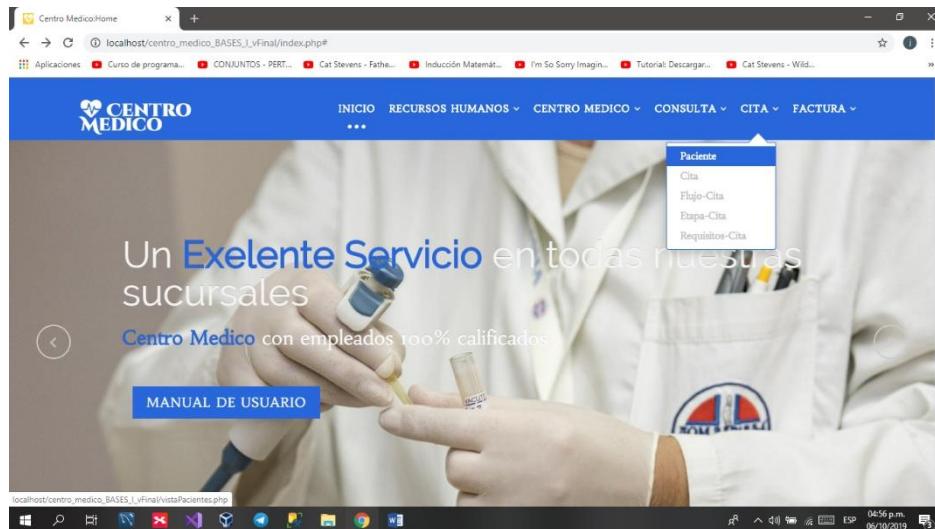 Centro Medico:Home
localhost/centro_medico_BASES_I_vFinal/index.php#
Aplicaciones Curso de programa... CONJUNTOS - PERT... Cat Stevens - Fathe... Inducción Matemát... I'm So Sorry Imagin... Tutorial: Descargar... Cat Stevens - Wild...
CENTRO
MEDICO
INICIO RECURSOS HUMANOS CENTRO MEDICO CONSULTA CITA FACTURA
Paciente
Cita
Flujo-Cita
Etapa-Cita
Requisitos-Cita
Un Exelente Servicio en todas nuestras
sucursales
Centro Medico con empleados 100% calificados
MANUAL DE USUARIO
localhost/centro_medico_BASES_I_vFinal/vistaPacientes.php
ESP
04:56 p.m.
06/10/2019